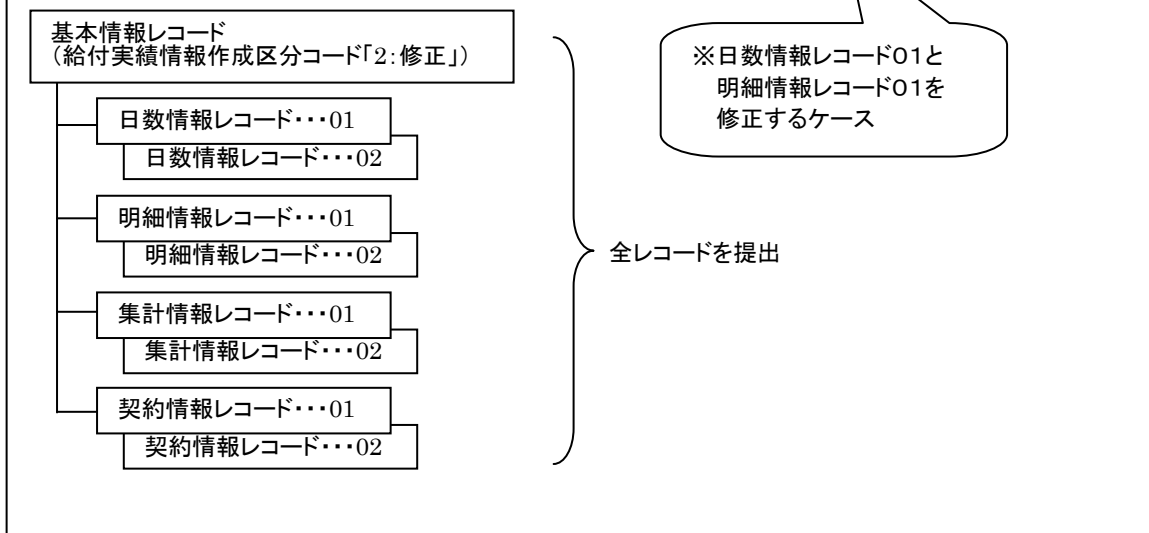 基本情報レコード
(給付実績情報作成区分コード「2:修正」)
日数情報レコード・・・01
日数情報レコード・・・02
明細情報レコード・・・01
明細情報レコード・・・02
集計情報レコード・・・01
集計情報レコード・・・02
契約情報レコード・・・01
契約情報レコード・・・02
全レコードを提出
※日数情報レコード01と
明細情報レコード01を
修正するケース